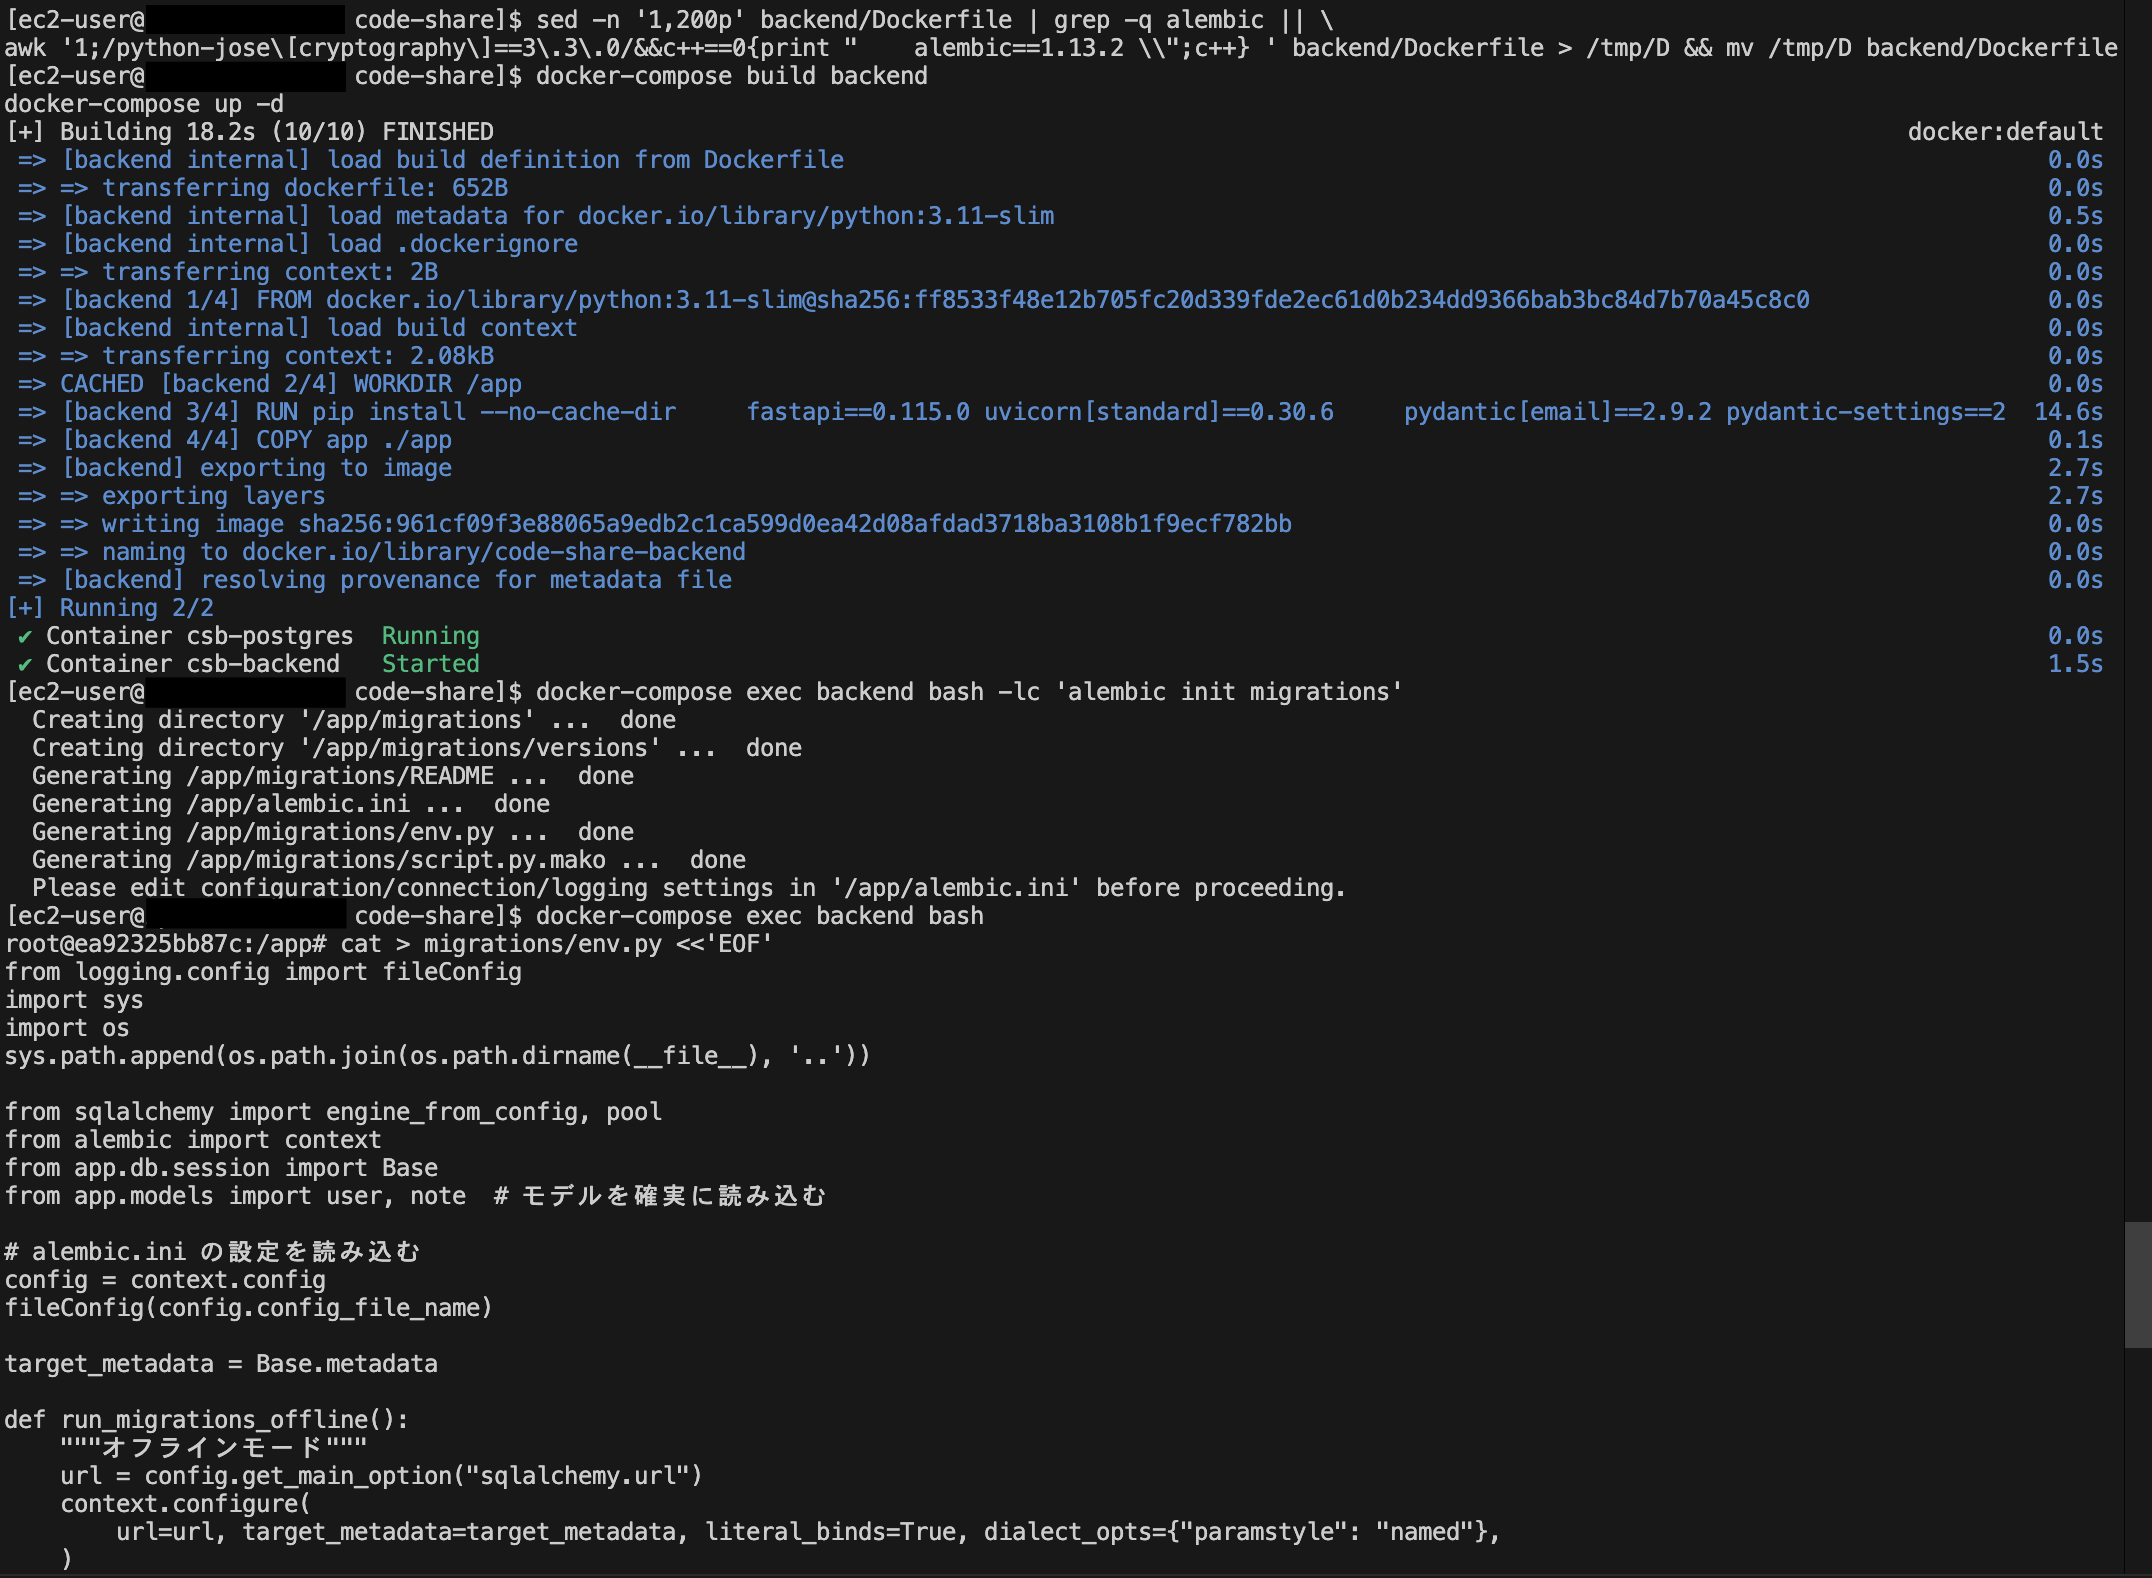 [ec2-user@ code-share]$ sed -n '1,200p' backend/Dockerfile | grep -q alembic || \
awk '1;/python-jose\[cryptography\]==3\.3\.0/&&c++==0{print "    alembic==1.13.2 \\";c++} ' backend/Dockerfile > /tmp/D && mv /tmp/D backend/Dockerfile
[ec2-user@ code-share]$ docker-compose build backend
docker-compose up -d
[+] Building 18.2s (10/10) FINISHED docker:default
=> [backend internal] load build definition from Dockerfile 0.0s
=> => transferring dockerfile: 652B 0.0s
=> [backend internal] load metadata for docker.io/library/python:3.11-slim 0.5s
=> [backend internal] load .dockerignore 0.0s
=> => transferring context: 2B 0.0s
=> [backend 1/4] FROM docker.io/library/python:3.11-slim@sha256:ff8533f48e12b705fc20d339fde2ec61d0b234dd9366bab3bc84d7b70a45c8c0 0.0s
=> [backend internal] load build context 0.0s
=> => transferring context: 2.08kB 0.0s
=> CACHED [backend 2/4] WORKDIR /app 0.0s
=> [backend 3/4] RUN pip install --no-cache-dir     fastapi==0.115.0 uvicorn[standard]==0.30.6     pydantic[email]==2.9.2 pydantic-settings==2 14.6s
=> [backend 4/4] COPY app ./app 0.1s
=> [backend] exporting to image 2.7s
=> => exporting layers 2.7s
=> => writing image sha256:961cf09f3e88065a9edb2c1ca599d0ea42d08afdad3718ba3108b1f9ecf782bb 0.0s
=> => naming to docker.io/library/code-share-backend 0.0s
=> [backend] resolving provenance for metadata file 0.0s
[+] Running 2/2
✔ Container csb-postgres  Running 0.0s
✔ Container csb-backend   Started 1.5s
[ec2-user@ code-share]$ docker-compose exec backend bash -lc 'alembic init migrations'
  Creating directory '/app/migrations' ...  done
  Creating directory '/app/migrations/versions' ...  done
  Generating /app/migrations/README ...  done
  Generating /app/alembic.ini ...  done
  Generating /app/migrations/env.py ...  done
  Generating /app/migrations/script.py.mako ...  done
  Please edit configuration/connection/logging settings in '/app/alembic.ini' before proceeding.
[ec2-user@ code-share]$ docker-compose exec backend bash
root@ea92325bb87c:/app# cat > migrations/env.py <<'EOF'
from logging.config import fileConfig
import sys
import os
sys.path.append(os.path.join(os.path.dirname(__file__), '..'))

from sqlalchemy import engine_from_config, pool
from alembic import context
from app.db.session import Base
from app.models import user, note  # モデルを確実に読み込む

# alembic.ini の設定を読み込む
config = context.config
fileConfig(config.config_file_name)

target_metadata = Base.metadata

def run_migrations_offline():
    """オフラインモード"""
    url = config.get_main_option("sqlalchemy.url")
    context.configure(
        url=url, target_metadata=target_metadata, literal_binds=True, dialect_opts={"paramstyle": "named"},
    )